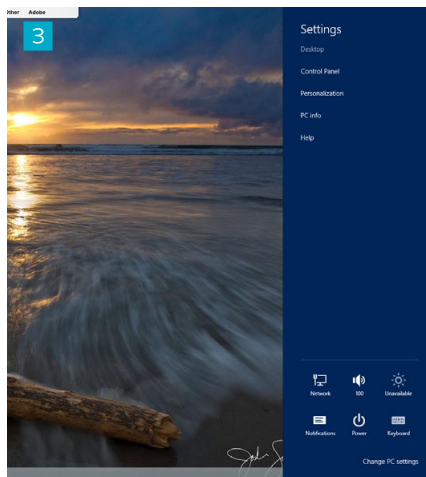 Other Adobe
3
Settings
Desktop
Control Panel
Personalization
PC info
Help
Network 100 Unavailable
Notifications Power Keyboard
Change PC settings